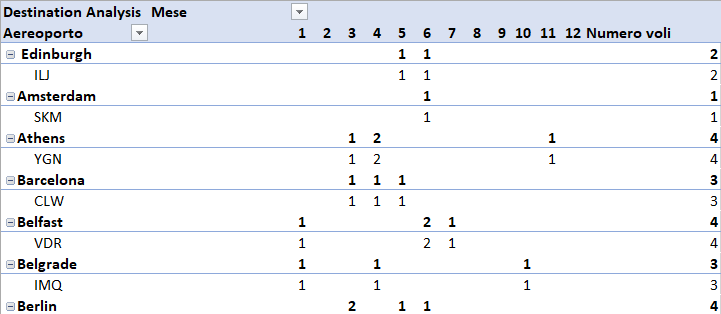 Destination Analysis Mese
Aereoporto 1 2 3 4 5 6 7 8 9 10 11 12 Numero voli
Edinburgh 1 1 2
ILJ 1 1 2
Amsterdam 1 1
SKM 1 1
Athens 1 2 1 4
YGN 1 2 1 4
Barcelona 1 1 1 3
CLW 1 1 1 3
Belfast 1 2 1 4
VDR 1 2 1 4
Belgrade 1 1 1 3
IMQ 1 1 1 3
Berlin 2 1 1 4